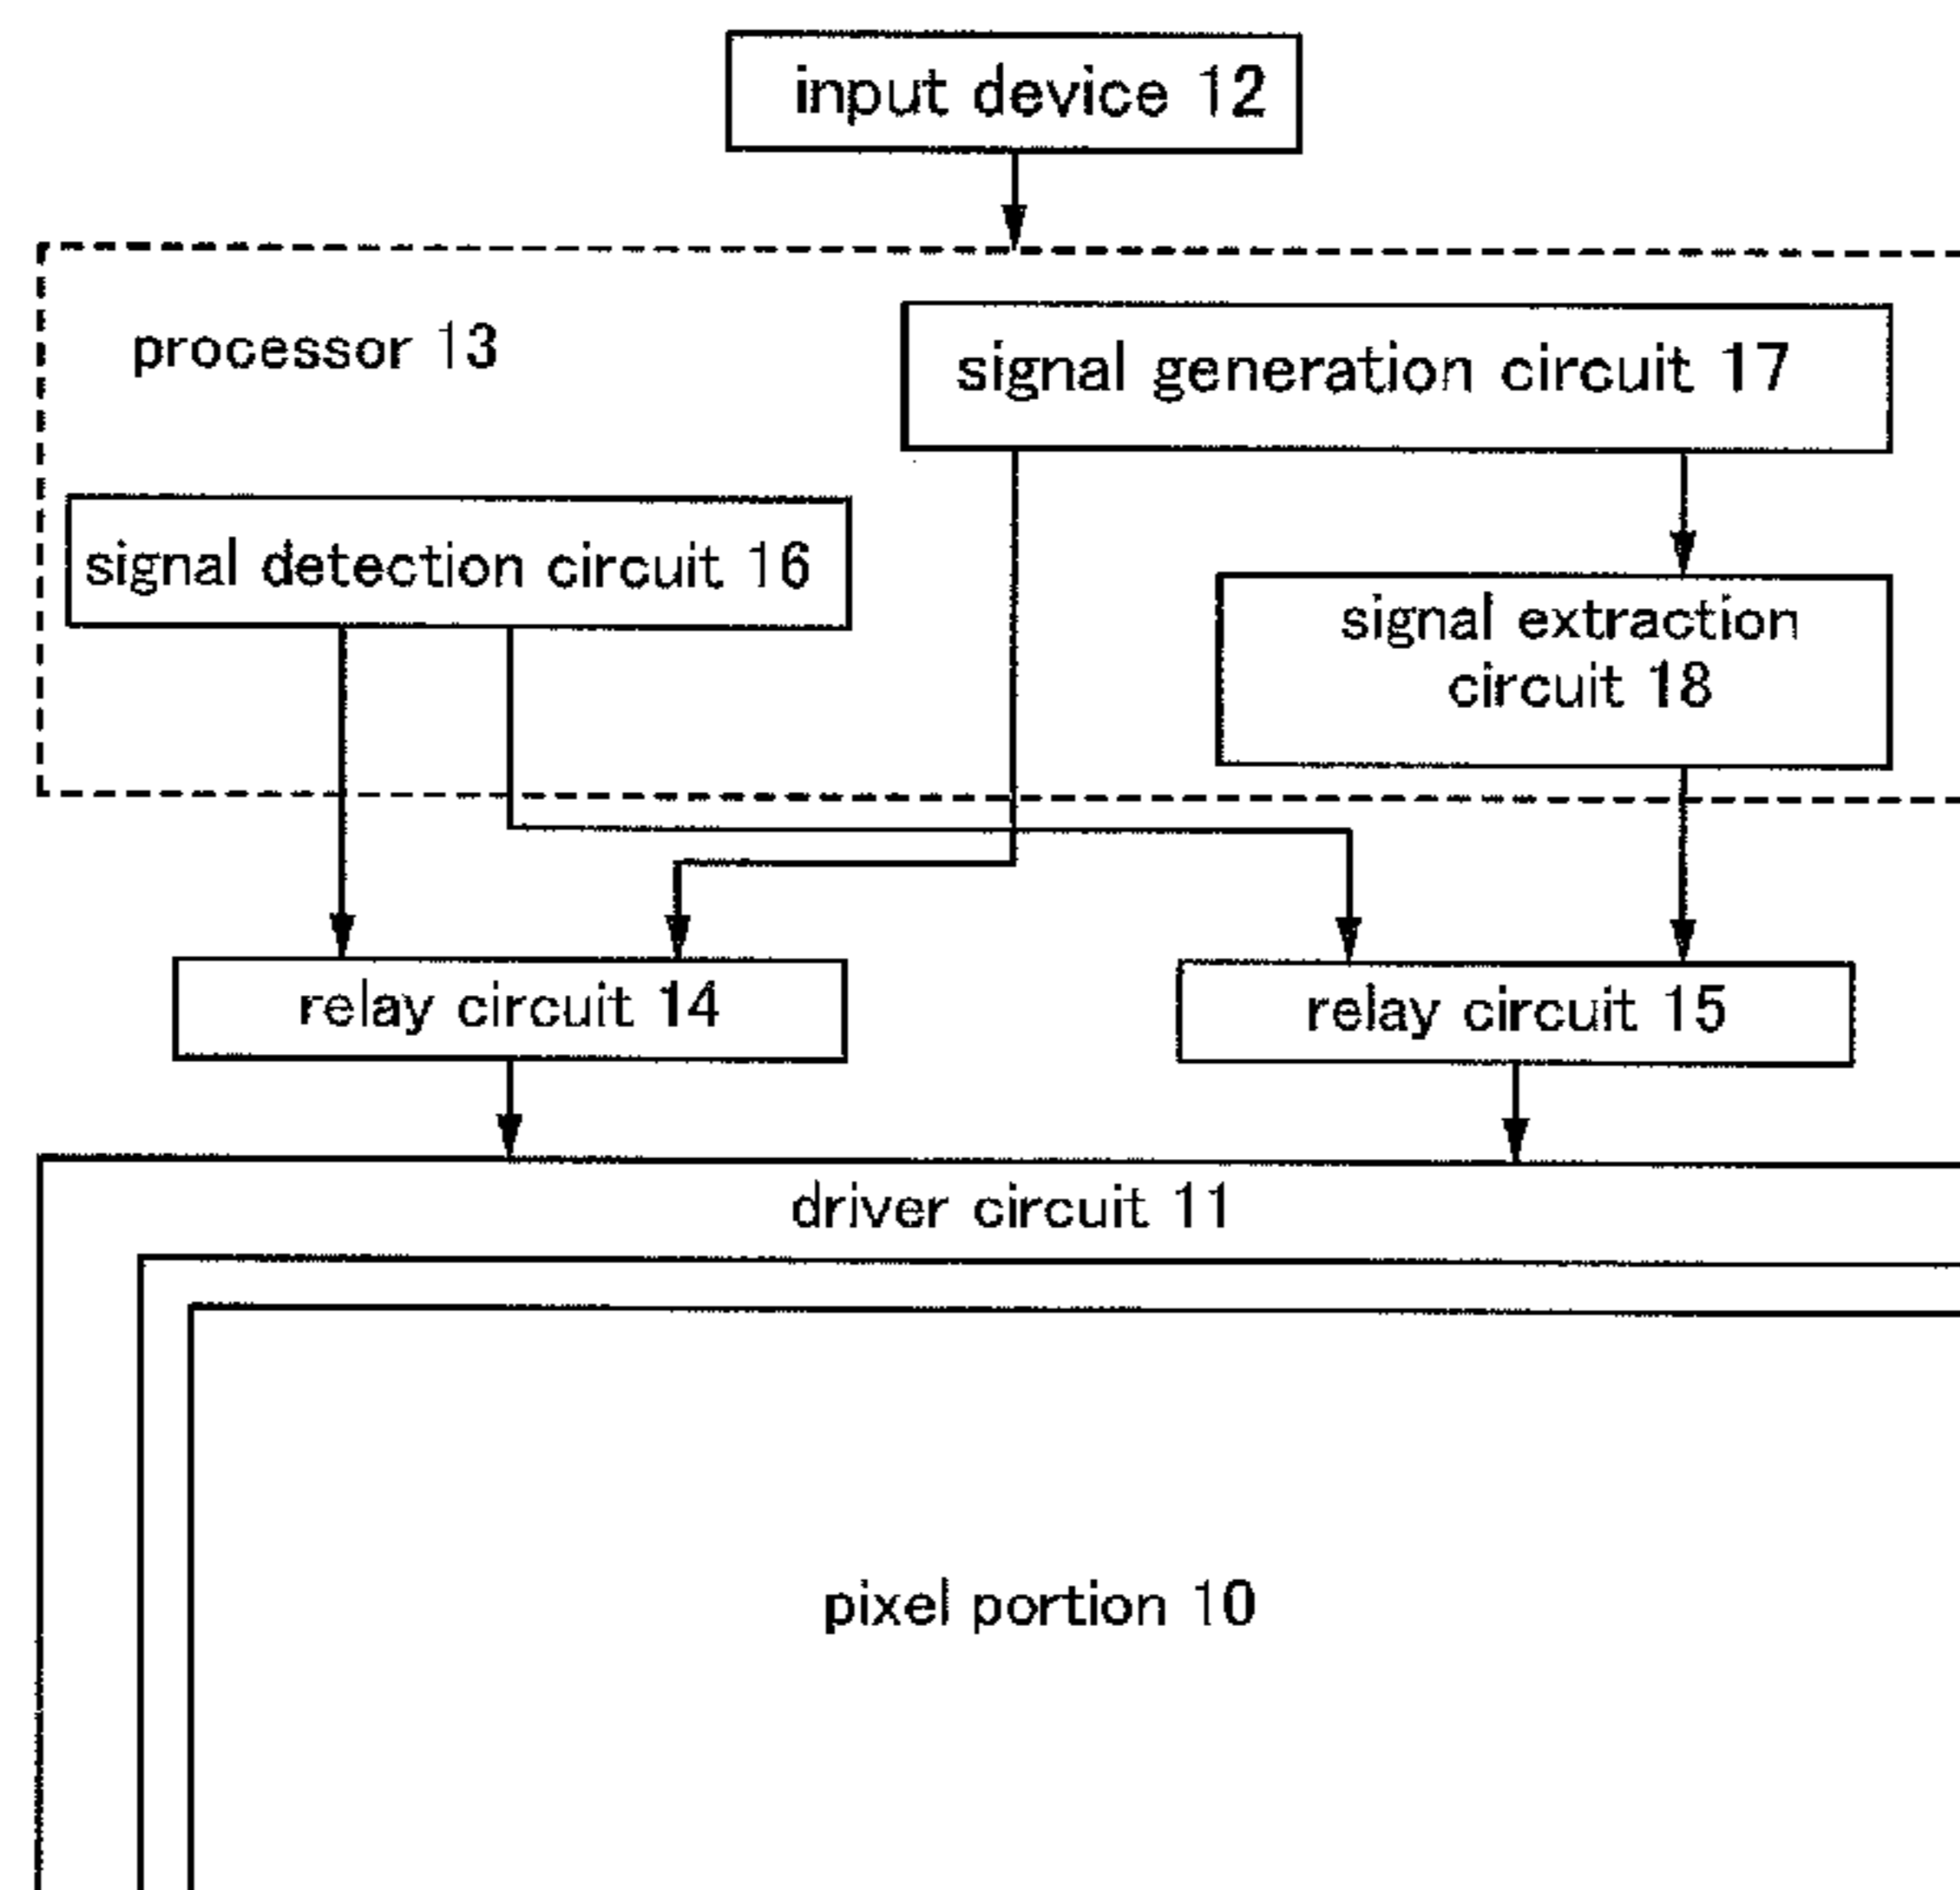 input device 12
processor 13
signal generation circuit 17
signal detection circuit 16
signal extraction
circuit 18
relay circuit 14
relay circuit 15
driver circuit 11
pixel portion 10